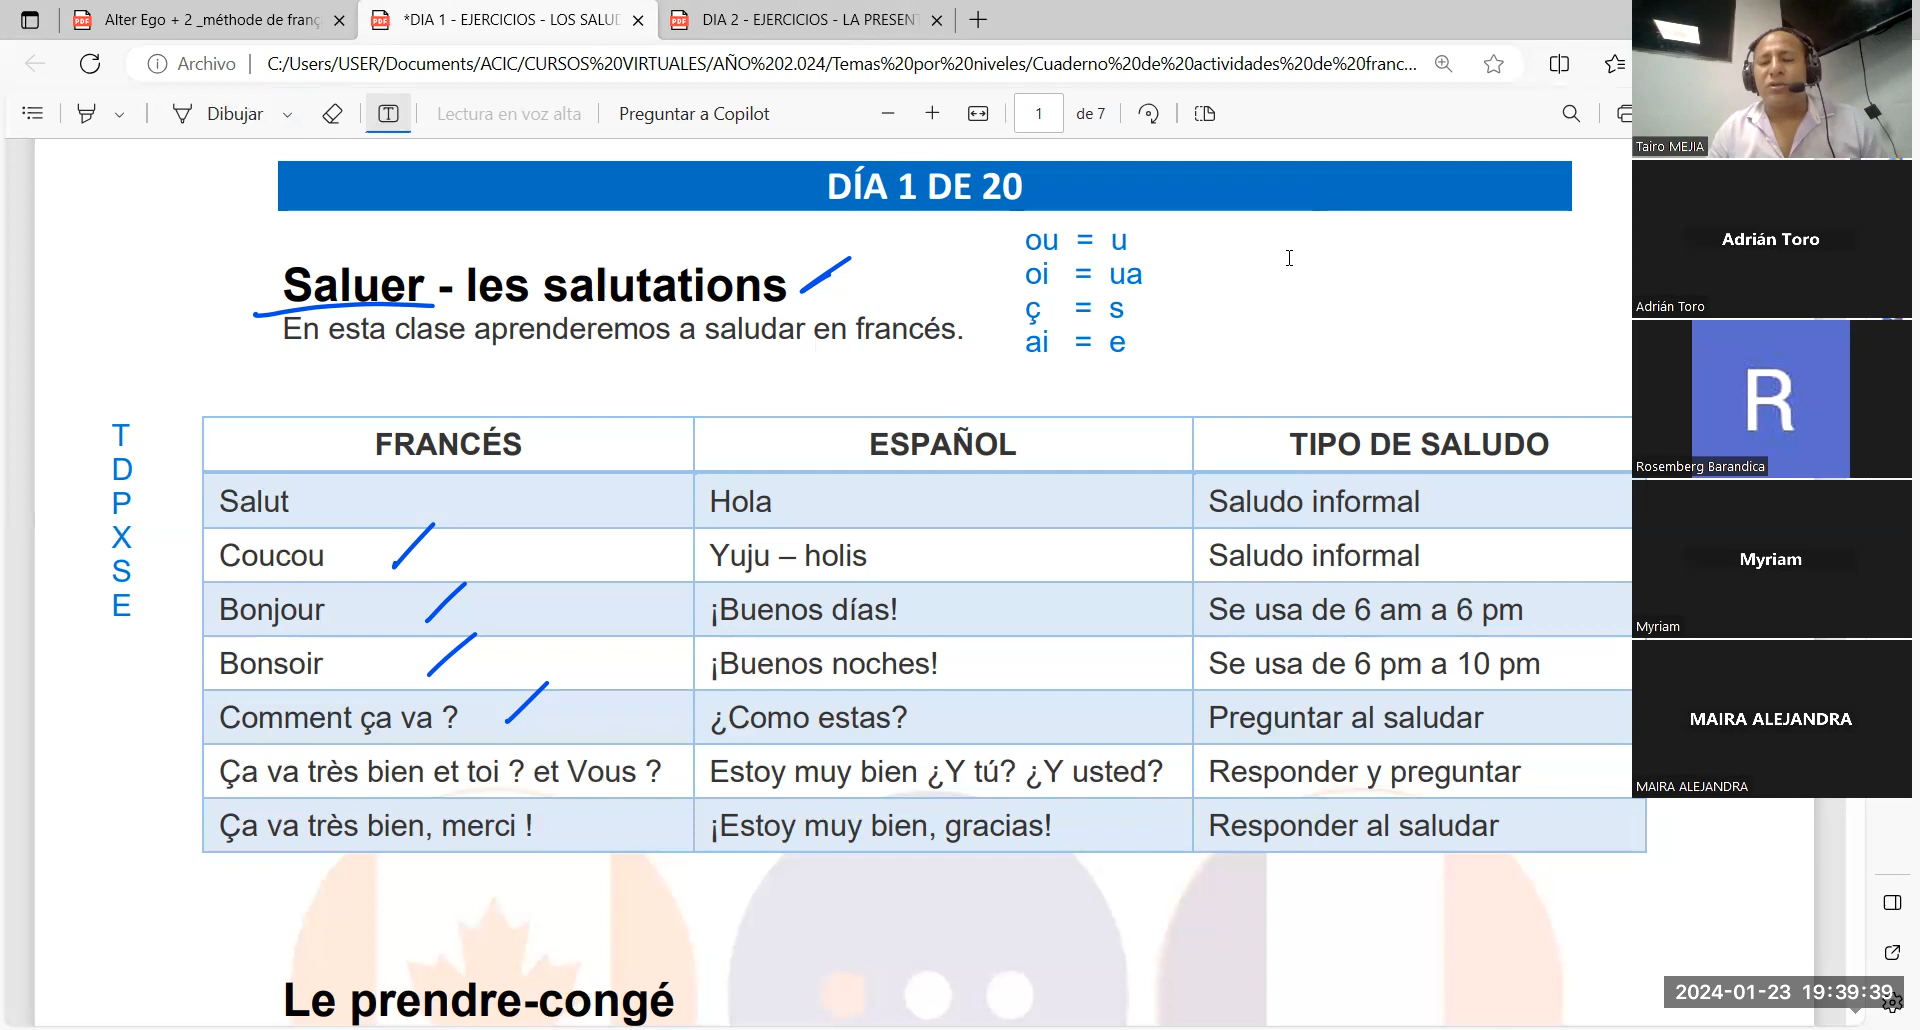 Alter Ego + 2 _méthode de franç
*DIA 1 - EJERCICIOS - LOS SALUD
DIA 2 - EJERCICIOS - LA PRESENT
Archivo
C:/Users/USER/Documents/ACIC/CURSOS%20VIRTUALES/AÑO%202.024/Temas%20por%20niveles/Cuaderno%20de%20actividades%20de%20franc...
Dibujar
Lectura en voz alta
Preguntar a Copilot
1 de 7
DÍA 1 DE 20
Saluer - les salutations
En esta clase aprenderemos a saludar en francés.
ou = u
oi = ua
ç = s
ai = e
T
D
P
X
S
E
FRANCÉS ESPAÑOL TIPO DE SALUDO
Salut Hola Saludo informal
Coucou Yuju – holis Saludo informal
Bonjour ¡Buenos días! Se usa de 6 am a 6 pm
Bonsoir ¡Buenos noches! Se usa de 6 pm a 10 pm
Comment ça va ? ¿Como estas? Preguntar al saludar
Ça va très bien et toi ? et Vous ? Estoy muy bien ¿Y tú? ¿Y usted? Responder y preguntar
Ça va très bien, merci ! ¡Estoy muy bien, gracias! Responder al saludar
Le prendre-congé
Tairo MEJIA
Adrián Toro
Adrián Toro
R
Rosemberg Barandica
Myriam
Myriam
MAIRA ALEJANDRA
MAIRA ALEJANDRA
2024-01-23 19:39:39